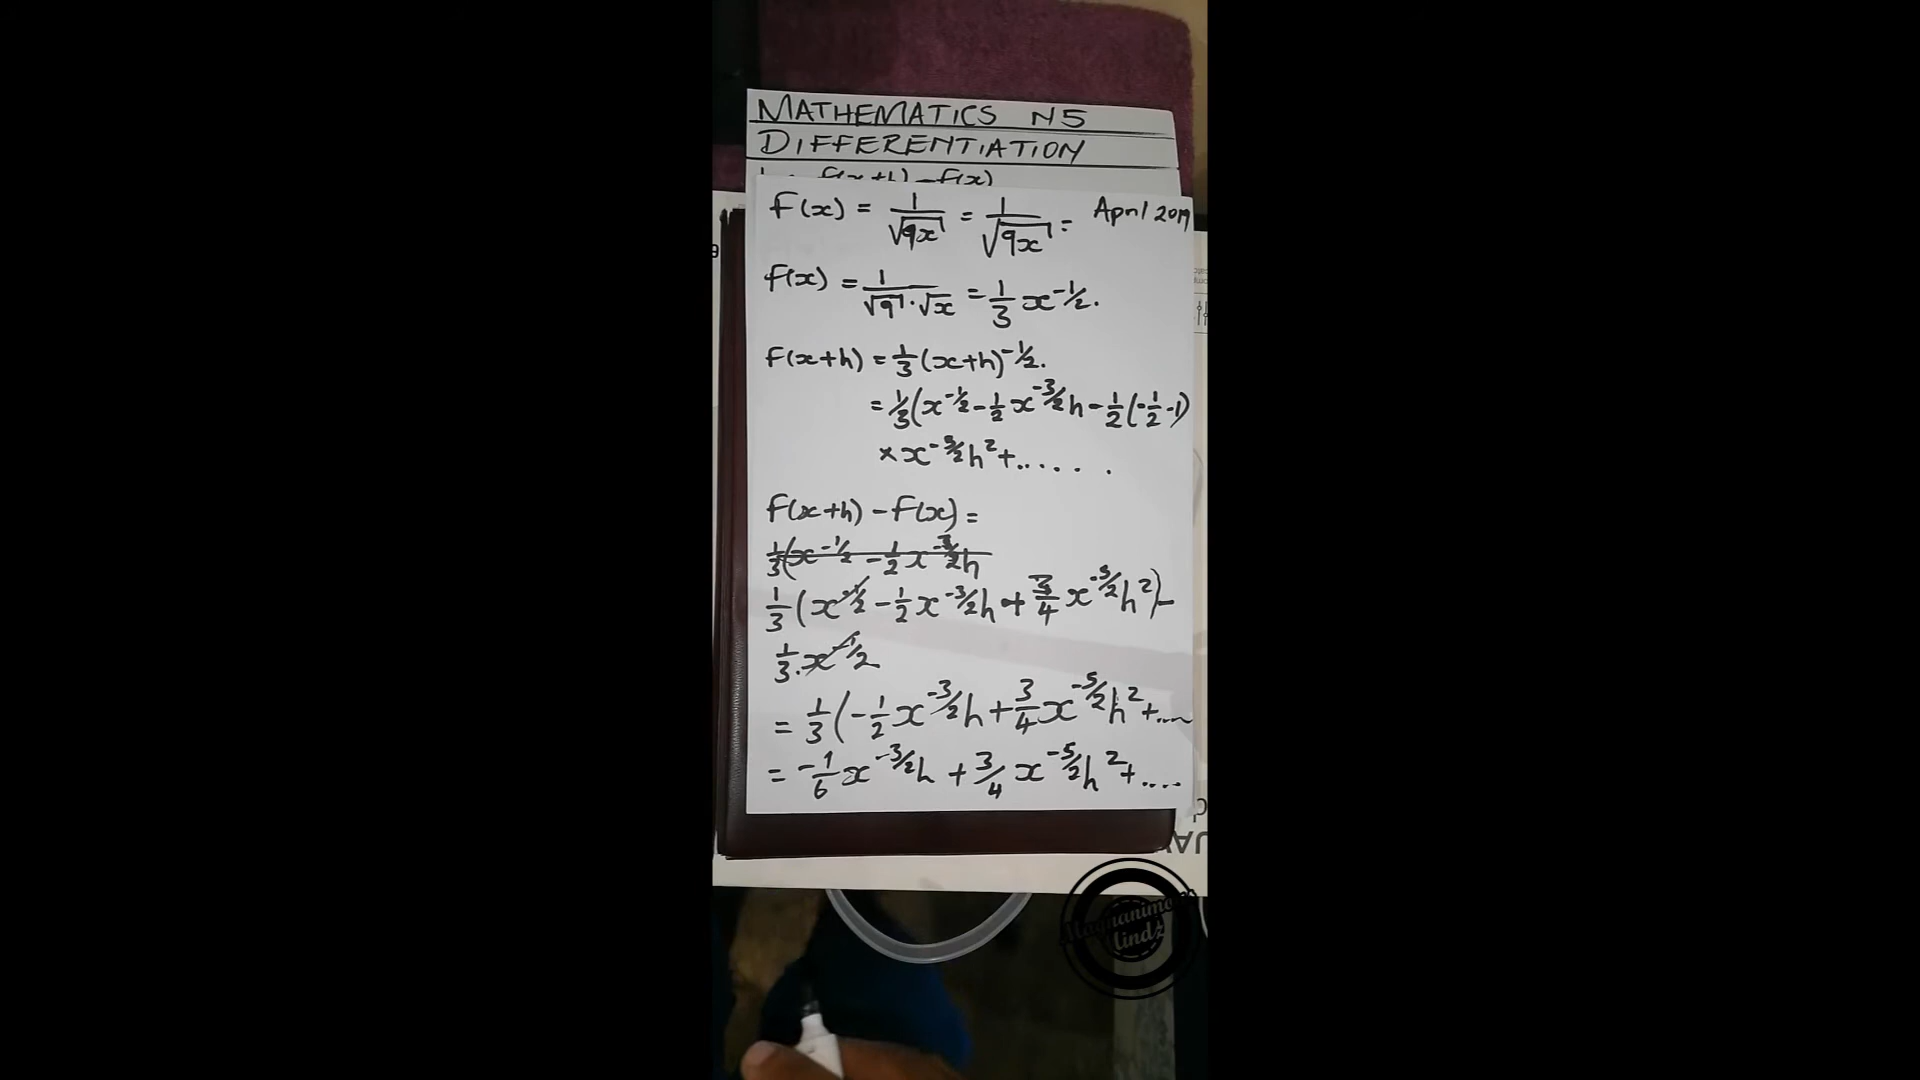 MATHEMATICS N5
DIFFERENTIATION
f(x+h) - f(x)
F(x) = 1/√9x = 1/√9x = April 2019
f(x) = 1/√9·√x = 1/3 x^-1/2.
F(x+h) = 1/3 (x+h)^-1/2.
= 1/3(x^-1/2 - 1/2 x^-3/2 h - 1/2(-1/2-1)
× x^-5/2 h² + ..... .
F(x+h) - F(x) =
1/3(x^-1/2 - 1/2 x^-3/2 h
1/3 (x^-1/2 - 1/2 x^-3/2 h + 3/4 x^-5/2 h²) -
1/3 . x^-1/2
= 1/3 (- 1/2 x^-3/2 h + 3/4 x^-5/2 h² + ....
= -1/6 x^-3/2 h + 3/4 x^-5/2 h² + ....
Magnanimous
Mindz